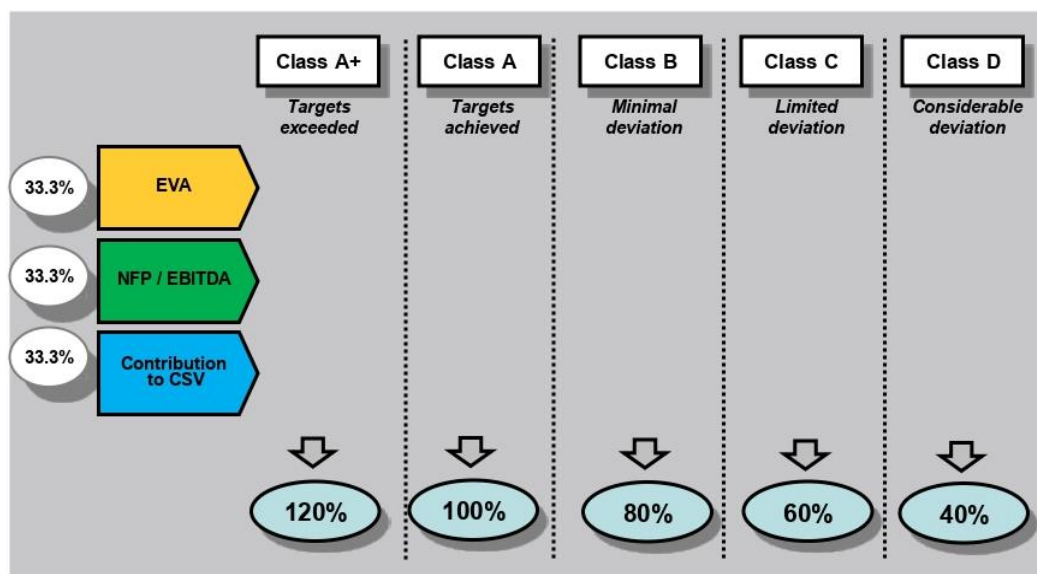 Class A+
Class A
Class B
Class C
Class D
Targets
exceeded
Targets
achieved
Minimal
deviation
Limited
deviation
Considerable
deviation
33.3%
EVA
33.3%
NFP / EBITDA
33.3%
Contribution
to CSV
120%
100%
80%
60%
40%